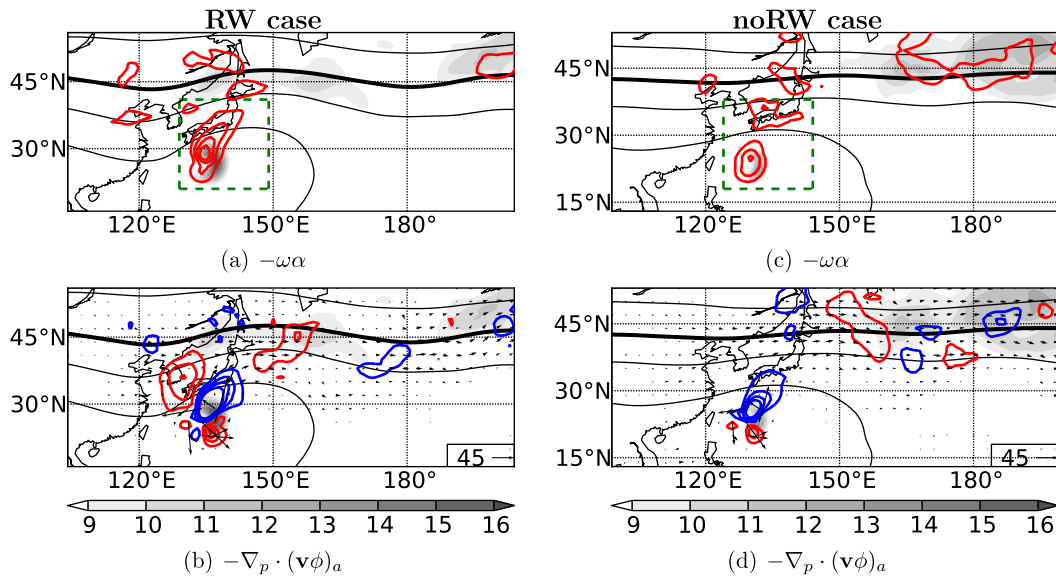 RW case
noRW case
45°N
30°N
120°E
150°E
180°
(a) −ωα
45°N
30°N
15°N
120°E
150°E
180°
(c) −ωα
45°N
30°N
45
120°E
150°E
180°
9 10 11 12 13 14 15 16
(b) −∇p · (vϕ)a
45°N
30°N
15°N
45
120°E
150°E
180°
9 10 11 12 13 14 15 16
(d) −∇p · (vϕ)a